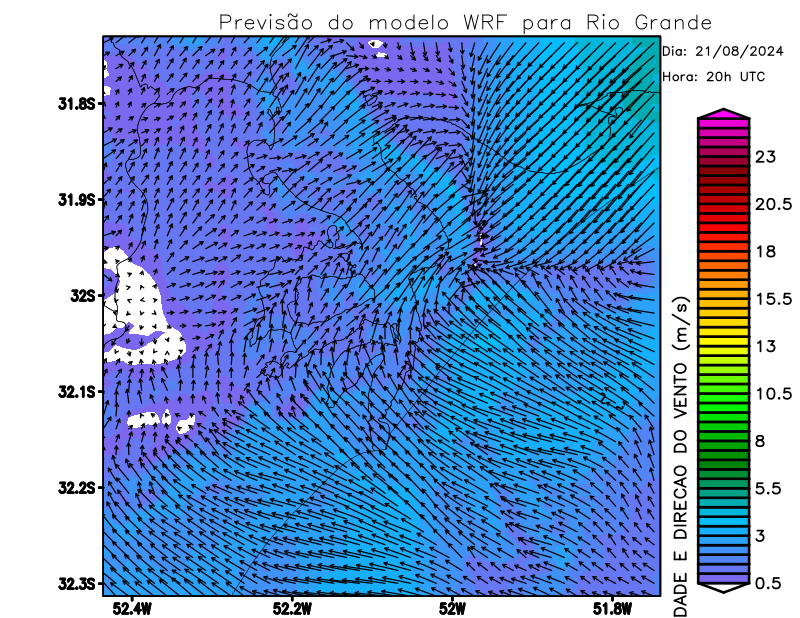 Previsão do modelo WRF para Rio Grande
Dia: 21/08/2024
Hora: 20h UTC
31.8S
31.9S
32S
32.1S
32.2S
32.3S
52.4W
52.2W
52W
51.8W
23
20.5
18
15.5
13
10.5
8
5.5
3
0.5
DADE E DIRECAO DO VENTO (m/s)